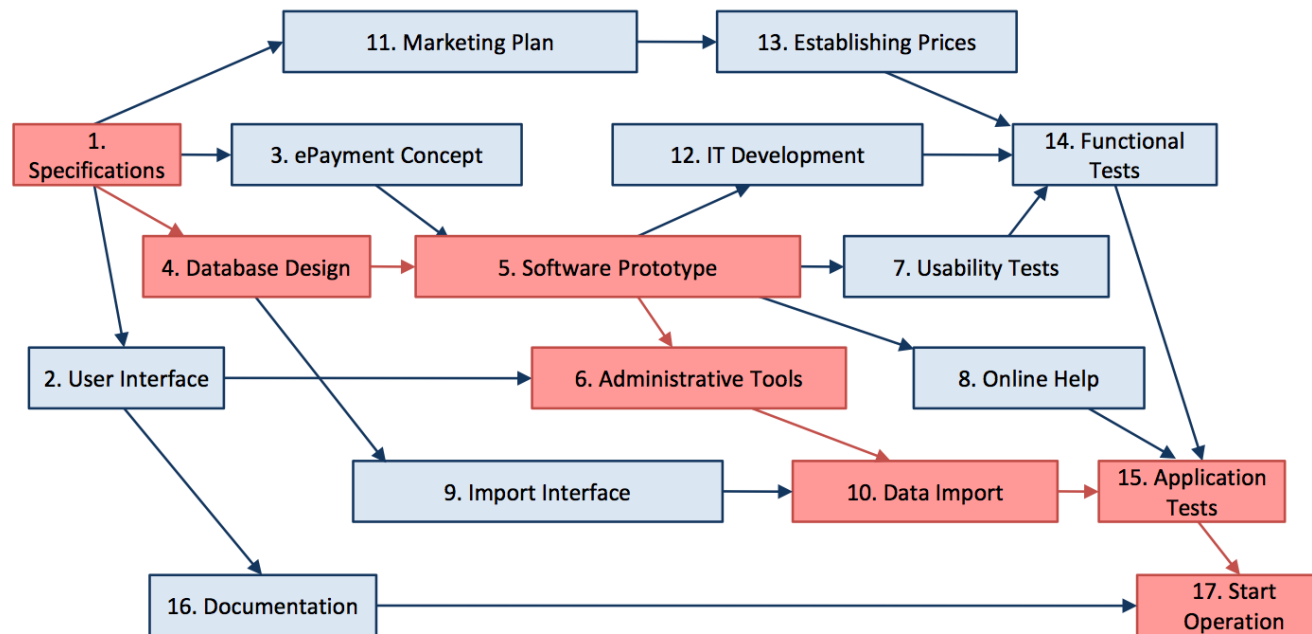 11. Marketing Plan
13. Establishing Prices
1.
Specifications
3. ePayment Concept
12. IT Development
14. Functional
Tests
4. Database Design
5. Software Prototype
7. Usability Tests
2. User Interface
6. Administrative Tools
8. Online Help
9. Import Interface
10. Data Import
15. Application
Tests
16. Documentation
17. Start
Operation